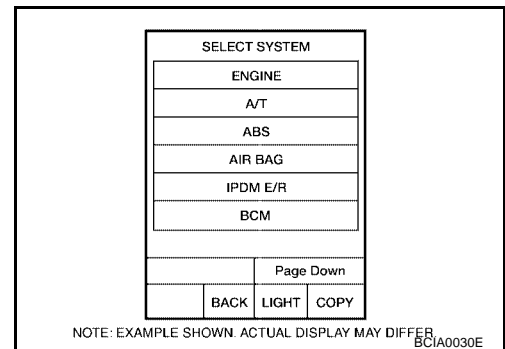 SELECT SYSTEM
ENGINE
A/T
ABS
AIR BAG
IPDM E/R
BCM
Page Down
BACK LIGHT COPY
NOTE: EXAMPLE SHOWN. ACTUAL DISPLAY MAY DIFFER.
BCIA0030E